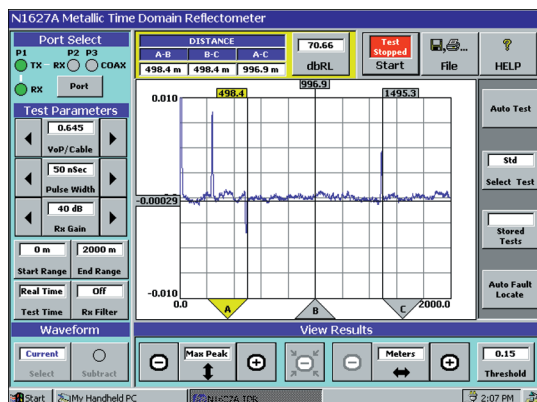 N1627A Metallic Time Domain Reflectometer
Port Select
P1 P2 P3
TX - RX COAX
RX Port
DISTANCE
A-B B-C A-C
498.4 m 498.4 m 996.9 m
70.66
dbRL
Test Stopped
Start
File
?
HELP
Test Parameters
0.645
VoP/Cable
50 nSec
Pulse Width
40 dB
Rx Gain
0 m 2000 m
Start Range End Range
Real Time Off
Test Time Rx Filter
Waveform
Current
Select Subtract
996.9
498.4 1495.3
0.010
-0.00029
-0.010
0.0 2000.0
A B C
View Results
Max Peak
Meters
0.15
Threshold
Auto Test
Std
Select Test
Stored
Tests
Auto Fault
Locate
Start My Handheld PC N1627A TDR 2:07 PM